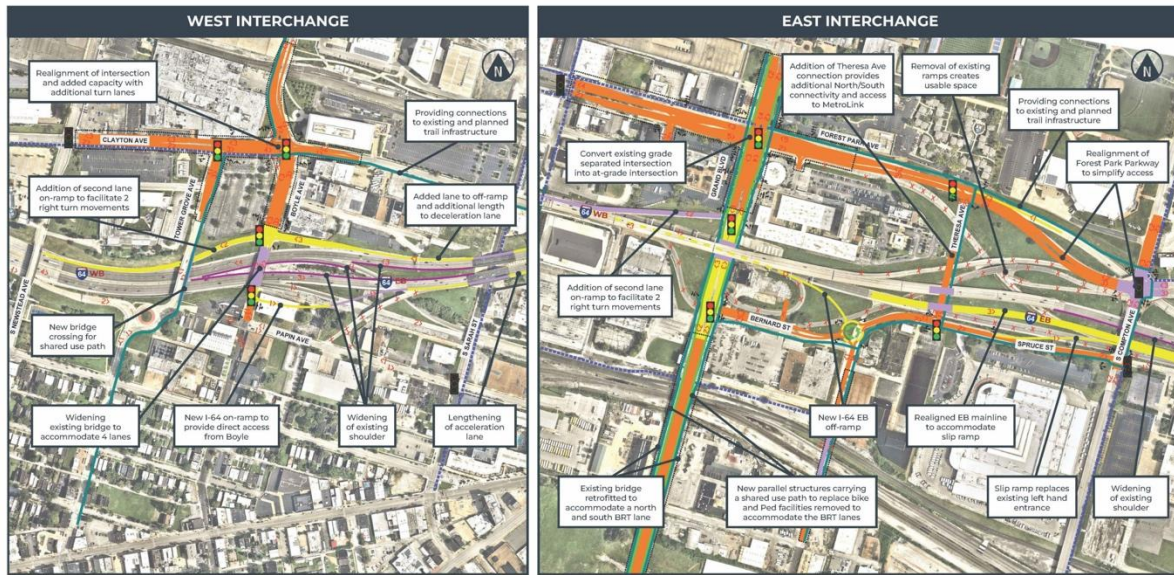 WEST INTERCHANGE
Realignment of intersection
and added capacity with
additional turn lanes
N
CLAYTON AVE
Providing connections
to existing and planned
trail infrastructure
Addition of second lane
on-ramp to facilitate 2
right turn movements
TOWER GROVE AVE
BOYLE AVE
Added lane to off-ramp
and additional length
to deceleration lane
64 WB
64 EB
S NEWSTEAD AVE
New bridge
crossing for
shared use path
PAPIN AVE
S SARAH ST
Widening
existing bridge to
accommodate 4 lanes
New I-64 on-ramp to
provide direct access
from Boyle
Widening
of existing
shoulder
Lengthening
of acceleration
lane
EAST INTERCHANGE
Addition of Theresa Ave
connection provides
additional North/South
connectivity and access
to MetroLink
Removal of existing
ramps creates
usable space
N
Providing connections
to existing and planned
trail infrastructure
FOREST PARK AVE
Convert existing grade
separated intersection
into at-grade intersection
GRAND BLVD
Realignment of
Forest Park Parkway
to simplify access
64 WB
THERESA AVE
Addition of second lane
on-ramp to facilitate 2
right turn movements
BERNARD ST
64 EB
SPRUCE ST
S COMPTON AVE
New I-64 EB
off-ramp
Realigned EB mainline
to accommodate
slip ramp
Existing bridge
retrofitted to
accommodate a north
and south BRT lane
New parallel structures carrying
a shared use path to replace bike
and Ped facilities removed to
accommodate the BRT lanes
Slip ramp replaces
existing left hand
entrance
Widening
of existing
shoulder